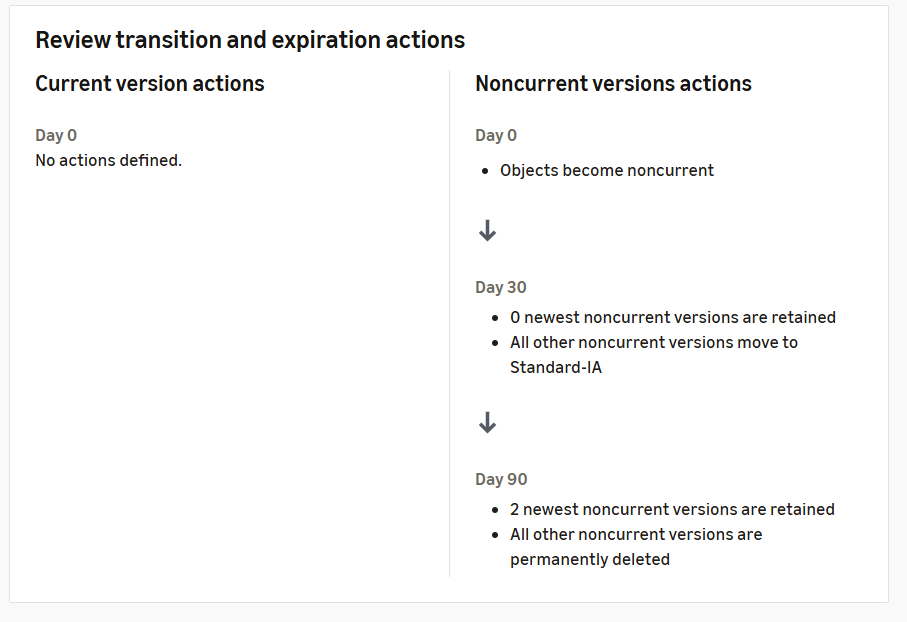 Review transition and expiration actions
Current version actions
Day 0
No actions defined.
Noncurrent versions actions
Day 0
• Objects become noncurrent
Day 30
• 0 newest noncurrent versions are retained
• All other noncurrent versions move to
Standard-IA
Day 90
• 2 newest noncurrent versions are retained
• All other noncurrent versions are
permanently deleted